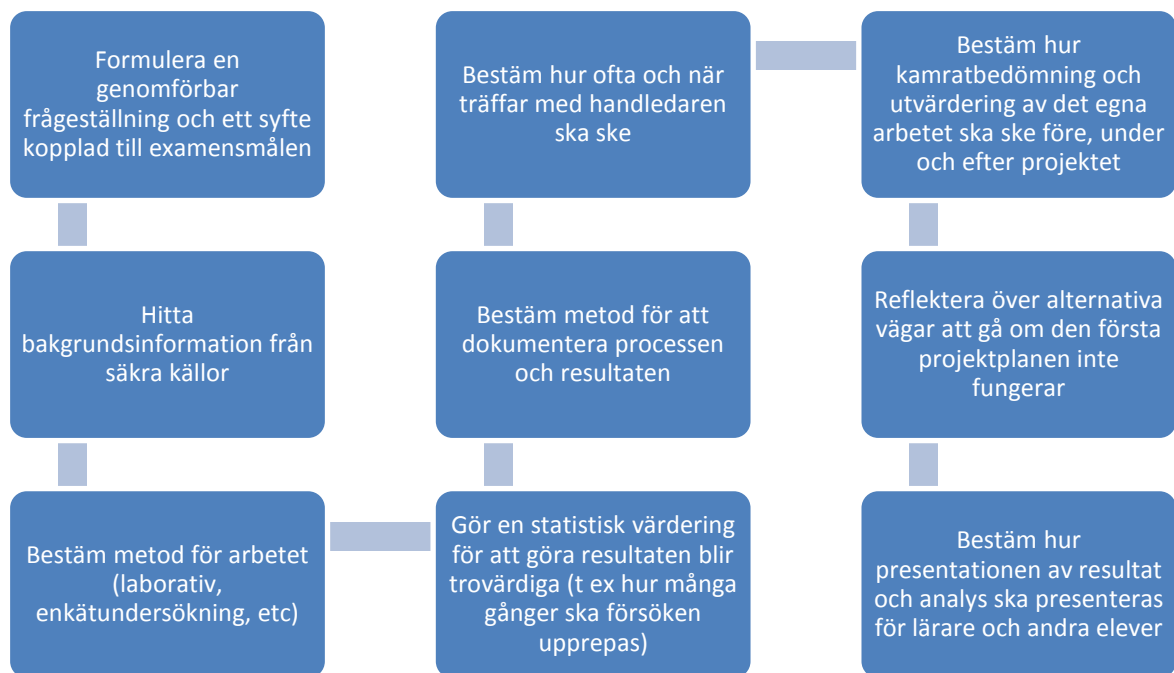 Formulera en
genomförbar
frågeställning och ett syfte
kopplad till examensmålen
Hitta
bakgrundsinformation från
säkra källor
Bestäm metod för arbetet
(laborativ,
enkätundersökning, etc)
Gör en statistisk värdering
för att göra resultaten blir
trovärdiga (t ex hur många
gånger ska försöken
upprepas)
Bestäm metod för att
dokumentera processen
och resultaten
Bestäm hur ofta och när
träffar med handledaren
ska ske
Bestäm hur
kamratbedömning och
utvärdering av det egna
arbetet ska ske före, under
och efter projektet
Reflektera över alternativa
vägar att gå om den första
projektplanen inte
fungerar
Bestäm hur
presentationen av resultat
och analys ska presenteras
för lärare och andra elever